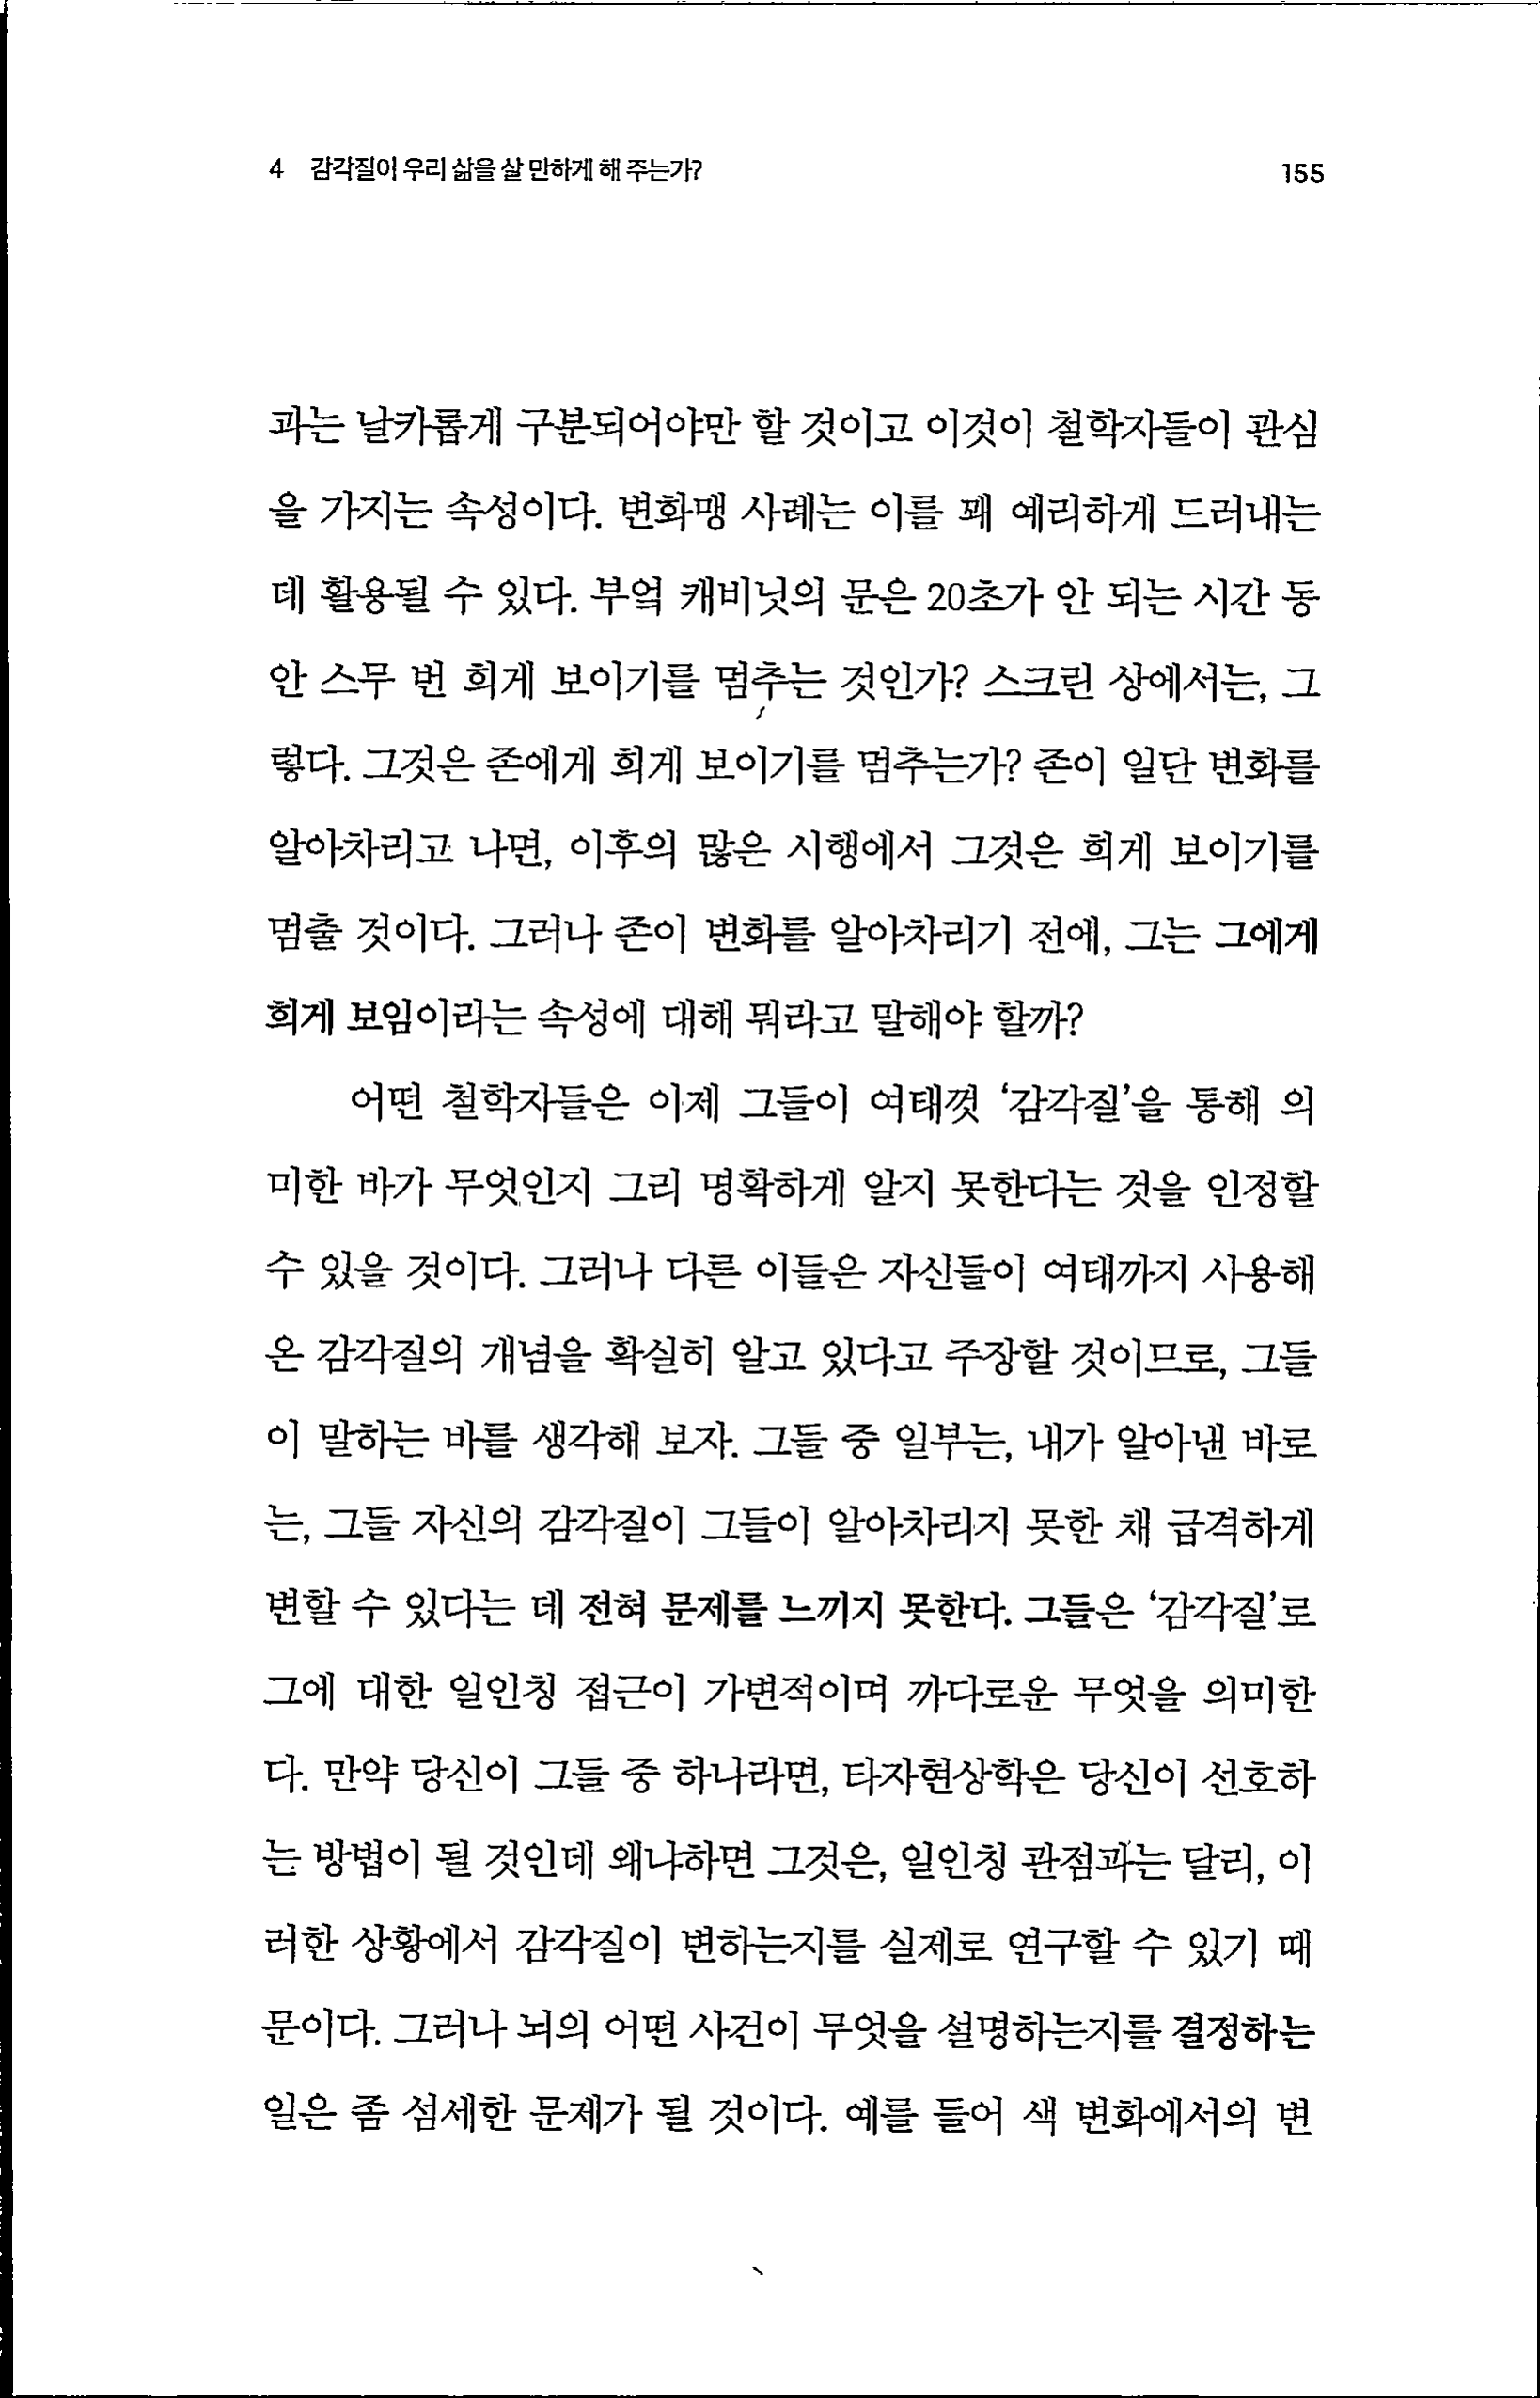 4 감각질이 우리 삶을 살 만하게 해 주는가? 155
과는 날카롭게 구분되어야만 할 것이고 이것이 철학자들이 관심
을 가지는 속성이다. 변화맹 사례는 이를 꽤 예리하게 드러내는
데 활용될 수 있다. 부엌 캐비닛의 문은 20초가 안 되는 시간 동
안 스무 번 희게 보이기를 멈추는 것인가? 스크린 상에서는, 그
렇다. 그것은 존에게 희게 보이기를 멈추는가? 존이 일단 변화를
알아차리고 나면, 이후의 많은 시행에서 그것은 희게 보이기를
멈출 것이다. 그러나 존이 변화를 알아차리기 전에, 그는 그에게
희게 보임이라는 속성에 대해 뭐라고 말해야 할까?
어떤 철학자들은 이제 그들이 여태껏 ‘감각질’을 통해 의
미한 바가 무엇인지 그리 명확하게 알지 못한다는 것을 인정할
수 있을 것이다. 그러나 다른 이들은 자신들이 여태까지 사용해
온 감각질의 개념을 확실히 알고 있다고 주장할 것이므로, 그들
이 말하는 바를 생각해 보자. 그들 중 일부는, 내가 알아낸 바로
는, 그들 자신의 감각질이 그들이 알아차리지 못한 채 급격하게
변할 수 있다는 데 전혀 문제를 느끼지 못한다. 그들은 ‘감각질’로
그에 대한 일인칭 접근이 가변적이며 까다로운 무엇을 의미한
다. 만약 당신이 그들 중 하나라면, 타자현상학은 당신이 선호하
는 방법이 될 것인데 왜냐하면 그것은, 일인칭 관점과는 달리, 이
러한 상황에서 감각질이 변하는지를 실제로 연구할 수 있기 때
문이다. 그러나 뇌의 어떤 사건이 무엇을 설명하는지를 결정하는
일은 좀 섬세한 문제가 될 것이다. 예를 들어 색 변화에서의 변